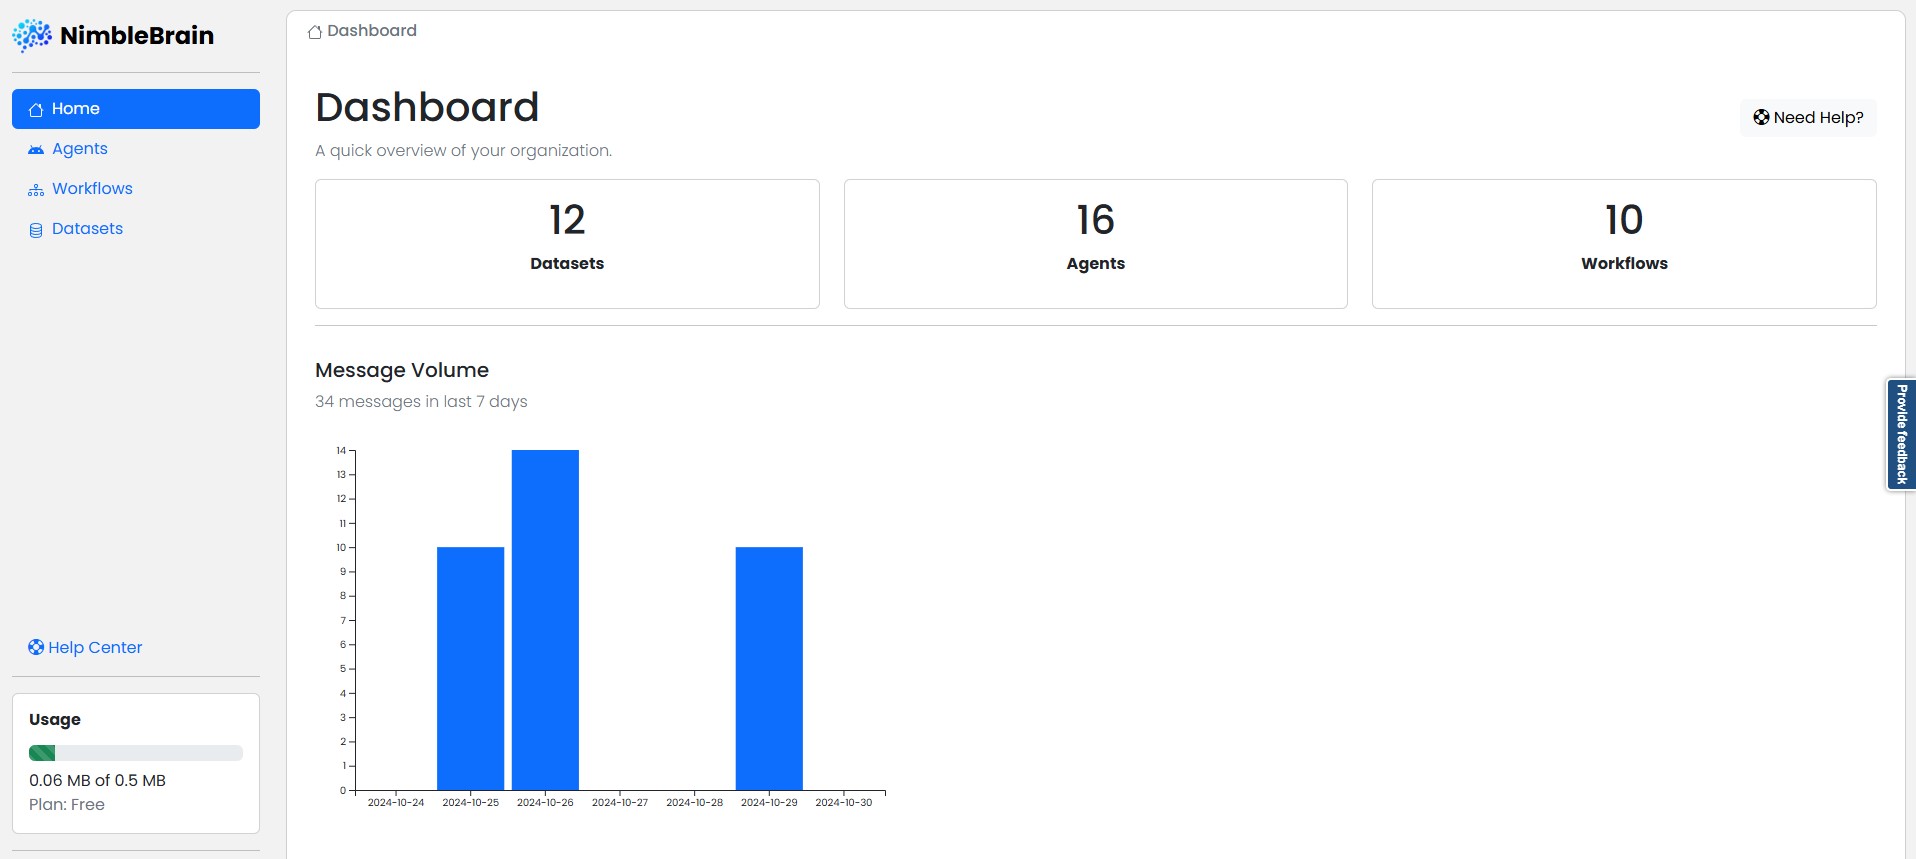 NimbleBrain
Home
Agents
Workflows
Datasets
Help Center
Usage
0.06 MB of 0.5 MB
Plan: Free
Dashboard
Dashboard
A quick overview of your organization.
Need Help?
12
Datasets
16
Agents
10
Workflows
Message Volume
34 messages in last 7 days
14
13
12
11
10
9
8
7
6
5
4
3
2
1
0
2024-10-24 2024-10-25 2024-10-26 2024-10-27 2024-10-28 2024-10-29 2024-10-30
Provide feedback